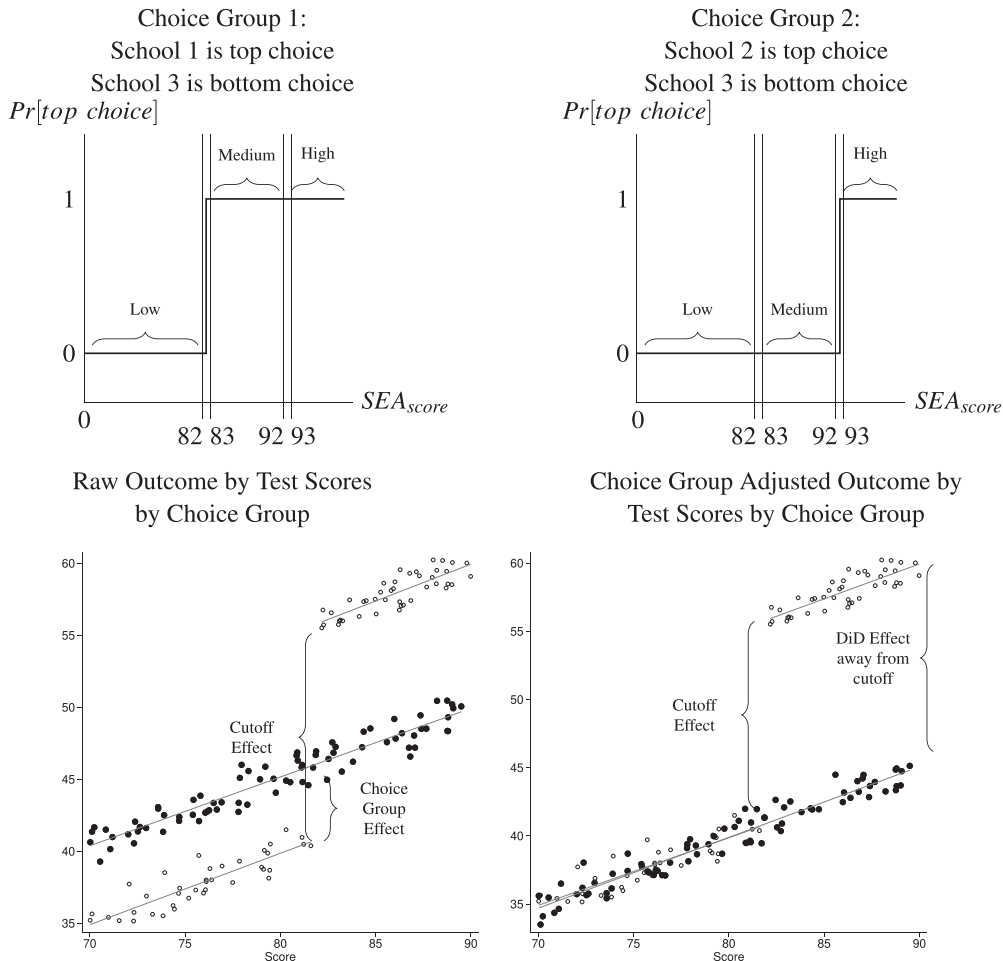 Choice Group 1:
School 1 is top choice
School 3 is bottom choice
Pr[top choice]
Medium
High
1
Low
0
SEAscore
0
82 83
92 93
Choice Group 2:
School 2 is top choice
School 3 is bottom choice
Pr[top choice]
High
1
Low
Medium
0
SEAscore
0
82 83
92 93
Raw Outcome by Test Scores
by Choice Group
60
55
50
45
40
35
Cutoff
Effect
Choice
Group
Effect
70
75
80
85
90
Score
Choice Group Adjusted Outcome by
Test Scores by Choice Group
60
55
50
45
40
35
DiD Effect
away from
cutoff
Cutoff
Effect
70
75
80
85
90
Score